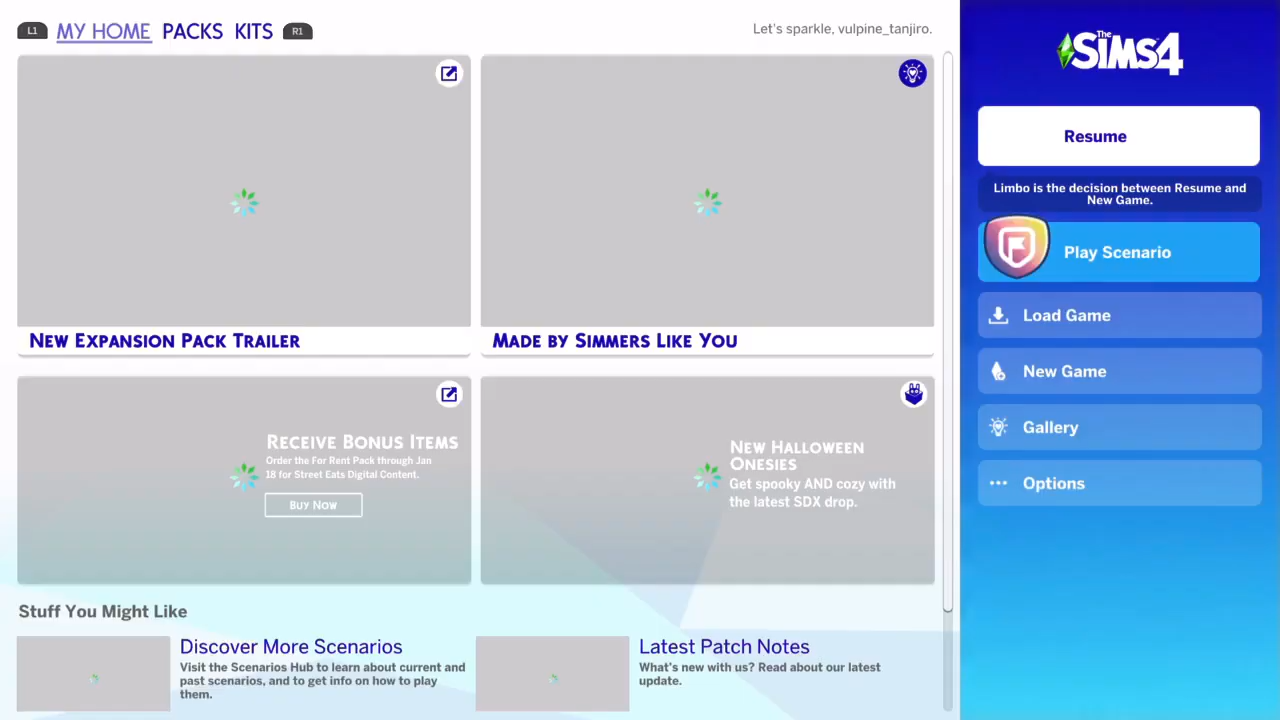 L1
MY HOME
PACKS
KITS
R1
Let's sparkle, vulpine_tanjiro.
NEW EXPANSION PACK TRAILER
MADE BY SIMMERS LIKE YOU
RECEIVE BONUS ITEMS
Order the For Rent Pack through Jan
18 for Street Eats Digital Content.
BUY NOW
NEW HALLOWEEN
ONESIES
Get spooky AND cozy with
the latest SDX drop.
Stuff You Might Like
Discover More Scenarios
Visit the Scenarios Hub to learn about current and
past scenarios, and to get info on how to play
them.
Latest Patch Notes
What's new with us? Read about our latest
update.
The SIMS 4
Resume
Limbo is the decision between Resume and
New Game.
Play Scenario
Load Game
New Game
Gallery
Options